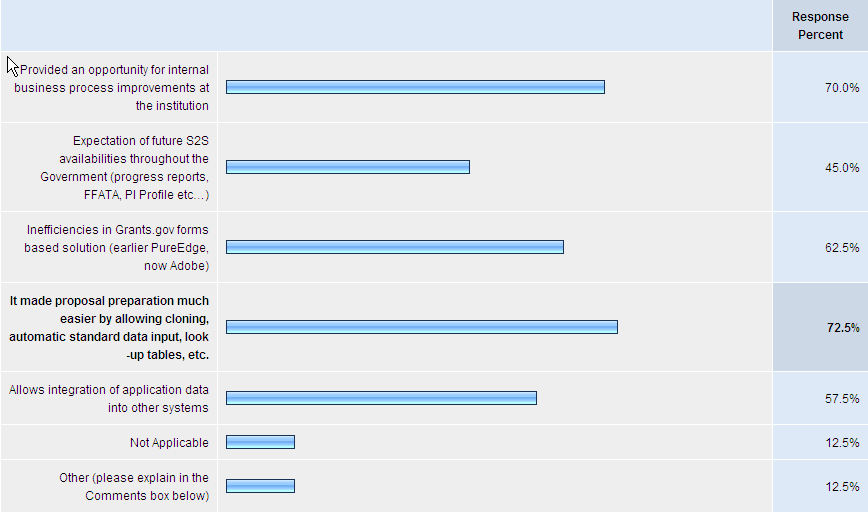 Response
Percent
Provided an opportunity for internal
business process improvements at
the institution
70.0%
Expectation of future S2S
availabilities throughout the
Government (progress reports,
FFATA, PI Profile etc...)
45.0%
Inefficiencies in Grants.gov forms
based solution (earlier PureEdge,
now Adobe)
62.5%
It made proposal preparation much
easier by allowing cloning,
automatic standard data input, look
-up tables, etc.
72.5%
Allows integration of application data
into other systems
57.5%
Not Applicable
12.5%
Other (please explain in the
Comments box below)
12.5%